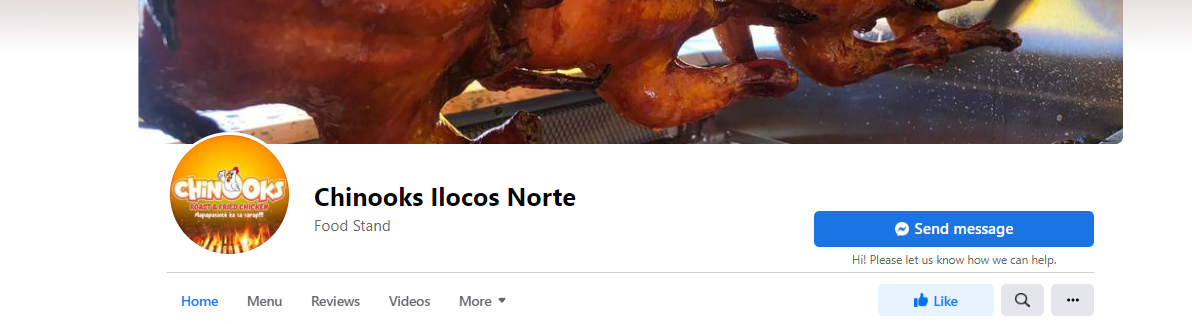 CHINOOKS
ROAST & FRIED CHICKEN
Mapapasinok ka sa sarap!!!
Chinooks Ilocos Norte
Food Stand
Send message
Hi! Please let us know how we can help.
Home Menu Reviews Videos More
Like